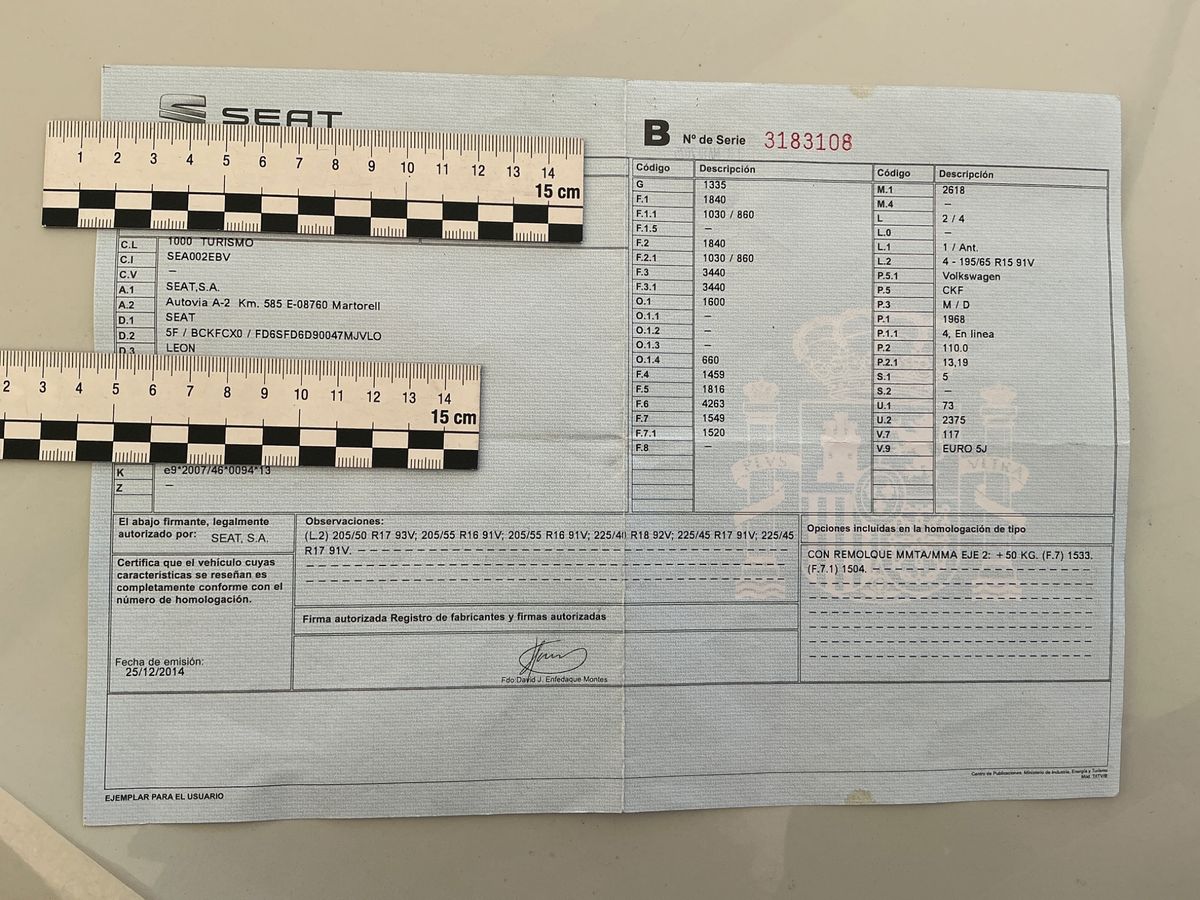 SEAT
B Nº de Serie 3183108
1 2 3 4 5 6 7 8 9 10 11 12 13 14
15 cm
C.L 1000 TURISMO
C.I SEA002EBV
C.V –
A.1 SEAT,S.A.
A.2 Autovia A-2 Km. 585 E-08760 Martorell
D.1 SEAT
D.2 5F / BCKFCX0 / FD6SFD6D90047MJVLO
D.3 LEON
2 3 4 5 6 7 8 9 10 11 12 13 14
15 cm
K e9*2007/46*0094*13
Z –
Código Descripción
G 1335
F.1 1840
F.1.1 1030 / 860
F.1.5 –
F.2 1840
F.2.1 1030 / 860
F.3 3440
F.3.1 3440
O.1 1600
O.1.1 –
O.1.2 –
O.1.3 –
O.1.4 660
F.4 1459
F.5 1816
F.6 4263
F.7 1549
F.7.1 1520
F.8 –
Código Descripción
M.1 2618
M.4 –
L 2 / 4
L.0 –
L.1 1 / Ant.
L.2 4 - 195/65 R15 91V
P.5.1 Volkswagen
P.5 CKF
P.3 M / D
P.1 1968
P.1.1 4, En linea
P.2 110.0
P.2.1 13,19
S.1 5
S.2 –
U.1 73
U.2 2375
V.7 117
V.9 EURO 5J
PLVS VLTRA
El abajo firmante, legalmente
autorizado por: SEAT, S.A.
Certifica que el vehículo cuyas
características se reseñan es
completamente conforme con el
número de homologación.
Fecha de emisión:
25/12/2014
Observaciones:
(L.2) 205/50 R17 93V; 205/55 R16 91V; 205/55 R16 91V; 225/40 R18 92V; 225/45 R17 91V; 225/45
R17 91V.
Firma autorizada Registro de fabricantes y firmas autorizadas
Fdo:David J. Enfedaque Montes
Opciones incluidas en la homologación de tipo
CON REMOLQUE MMTA/MMA EJE 2: +50 KG. (F.7) 1533.
(F.7.1) 1504.
EJEMPLAR PARA EL USUARIO
Centro de Publicaciones. Ministerio de Industria, Energía y Turismo